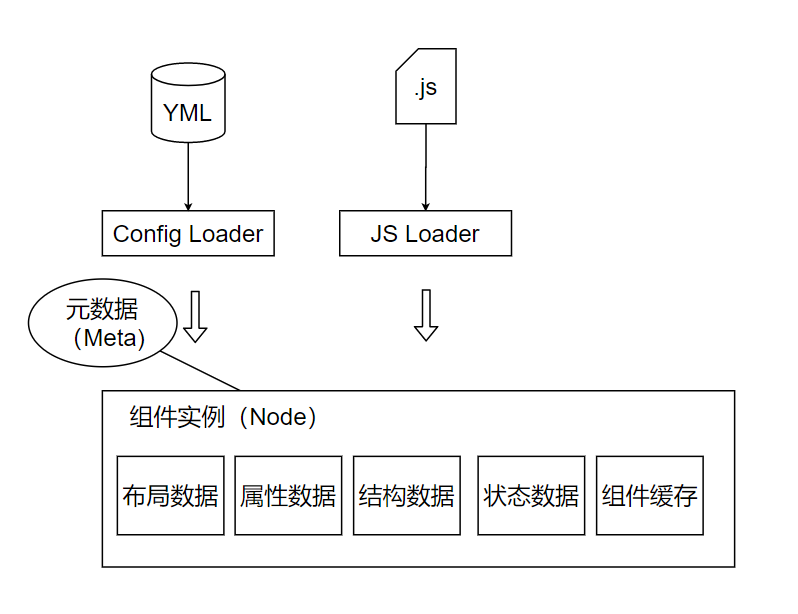 YML
.js
Config Loader
JS Loader
元数据
（Meta）
组件实例（Node）
布局数据
属性数据
结构数据
状态数据
组件缓存